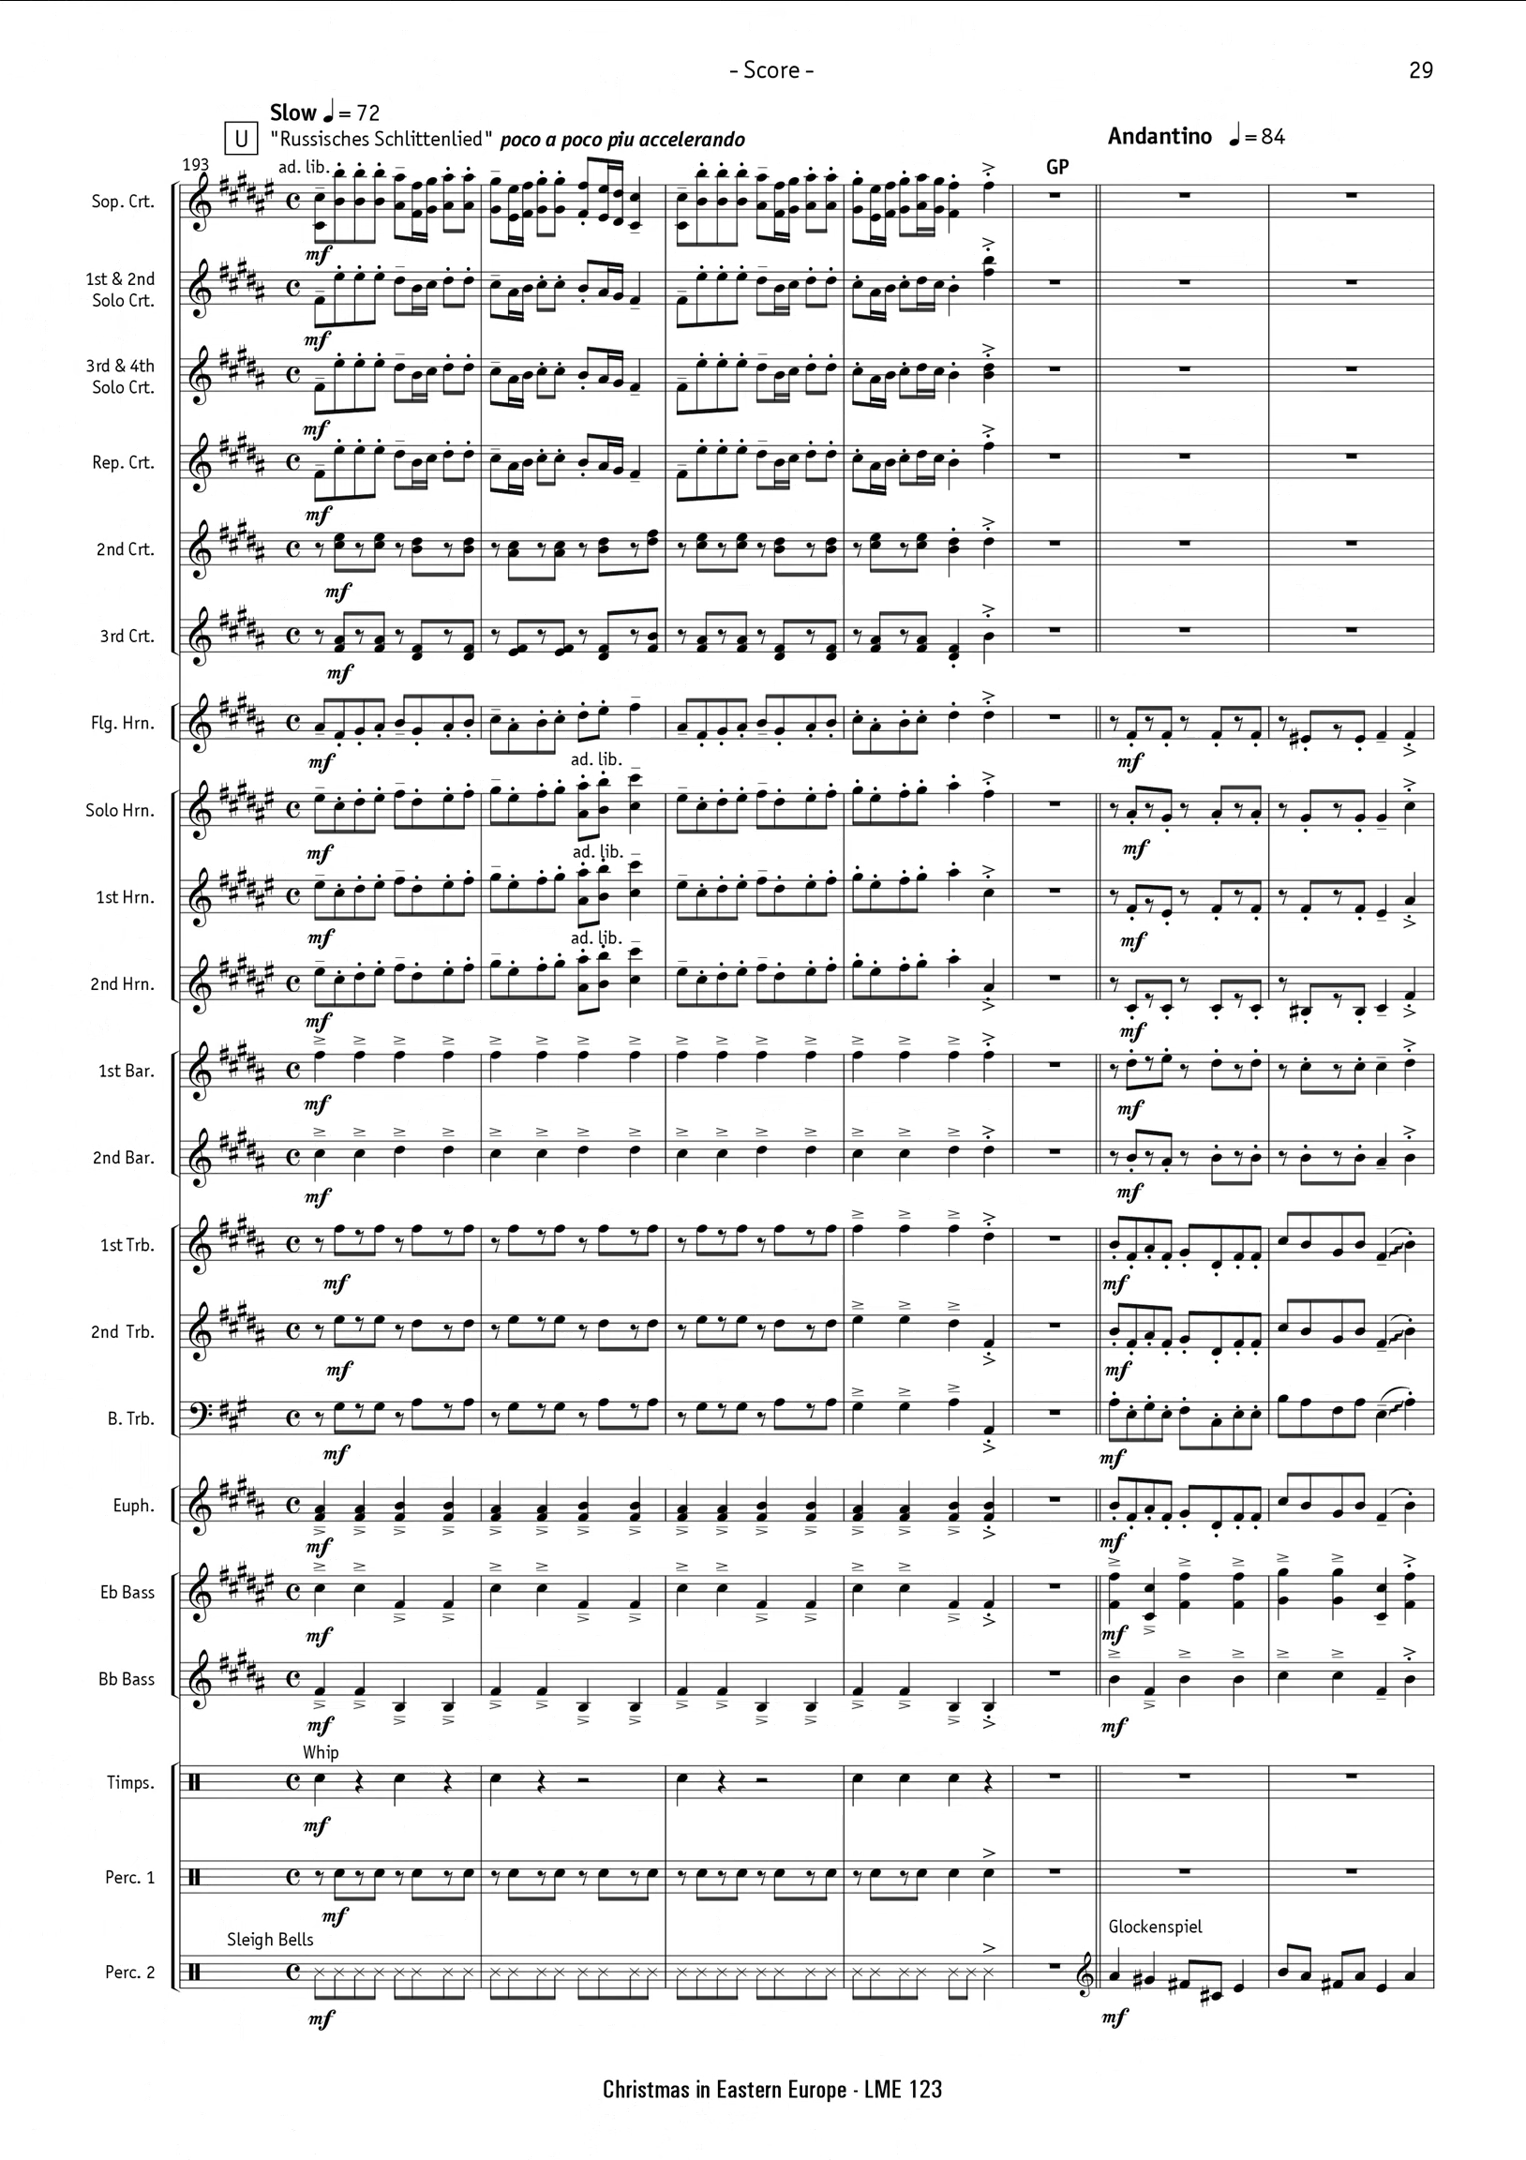 - Score -
29
Slow ♩ = 72
U
"Russisches Schlittenlied" poco a poco piu accelerando
Andantino ♩ = 84
193
ad. lib.
GP
Sop. Crt.
mf
1st & 2nd
Solo Crt.
mf
3rd & 4th
Solo Crt.
mf
Rep. Crt.
mf
2nd Crt.
mf
3rd Crt.
mf
Flg. Hrn.
mf
mf
ad. lib.
Solo Hrn.
mf
mf
ad. lib.
1st Hrn.
mf
mf
ad. lib.
2nd Hrn.
mf
mf
1st Bar.
mf
mf
2nd Bar.
mf
mf
1st Trb.
mf
mf
2nd Trb.
mf
mf
B. Trb.
mf
mf
Euph.
mf
mf
Eb Bass
mf
mf
Bb Bass
mf
mf
Whip
Timps.
mf
Perc. 1
mf
Sleigh Bells
Glockenspiel
Perc. 2
mf
mf
Christmas in Eastern Europe - LME 123